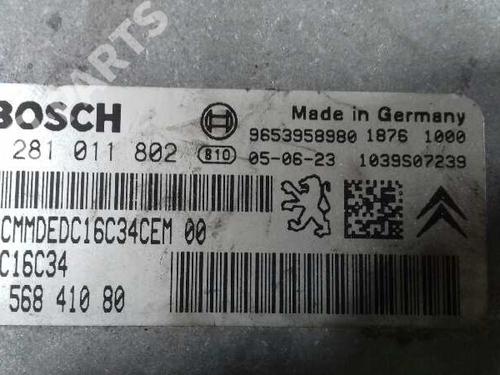 PARTS
BOSCH
Made in Germany
9653958980 1876 1000
281 011 802 810 05-06-23 1039S07239
CMMDEDC16C34CEM 00
C16C34
568 410 80